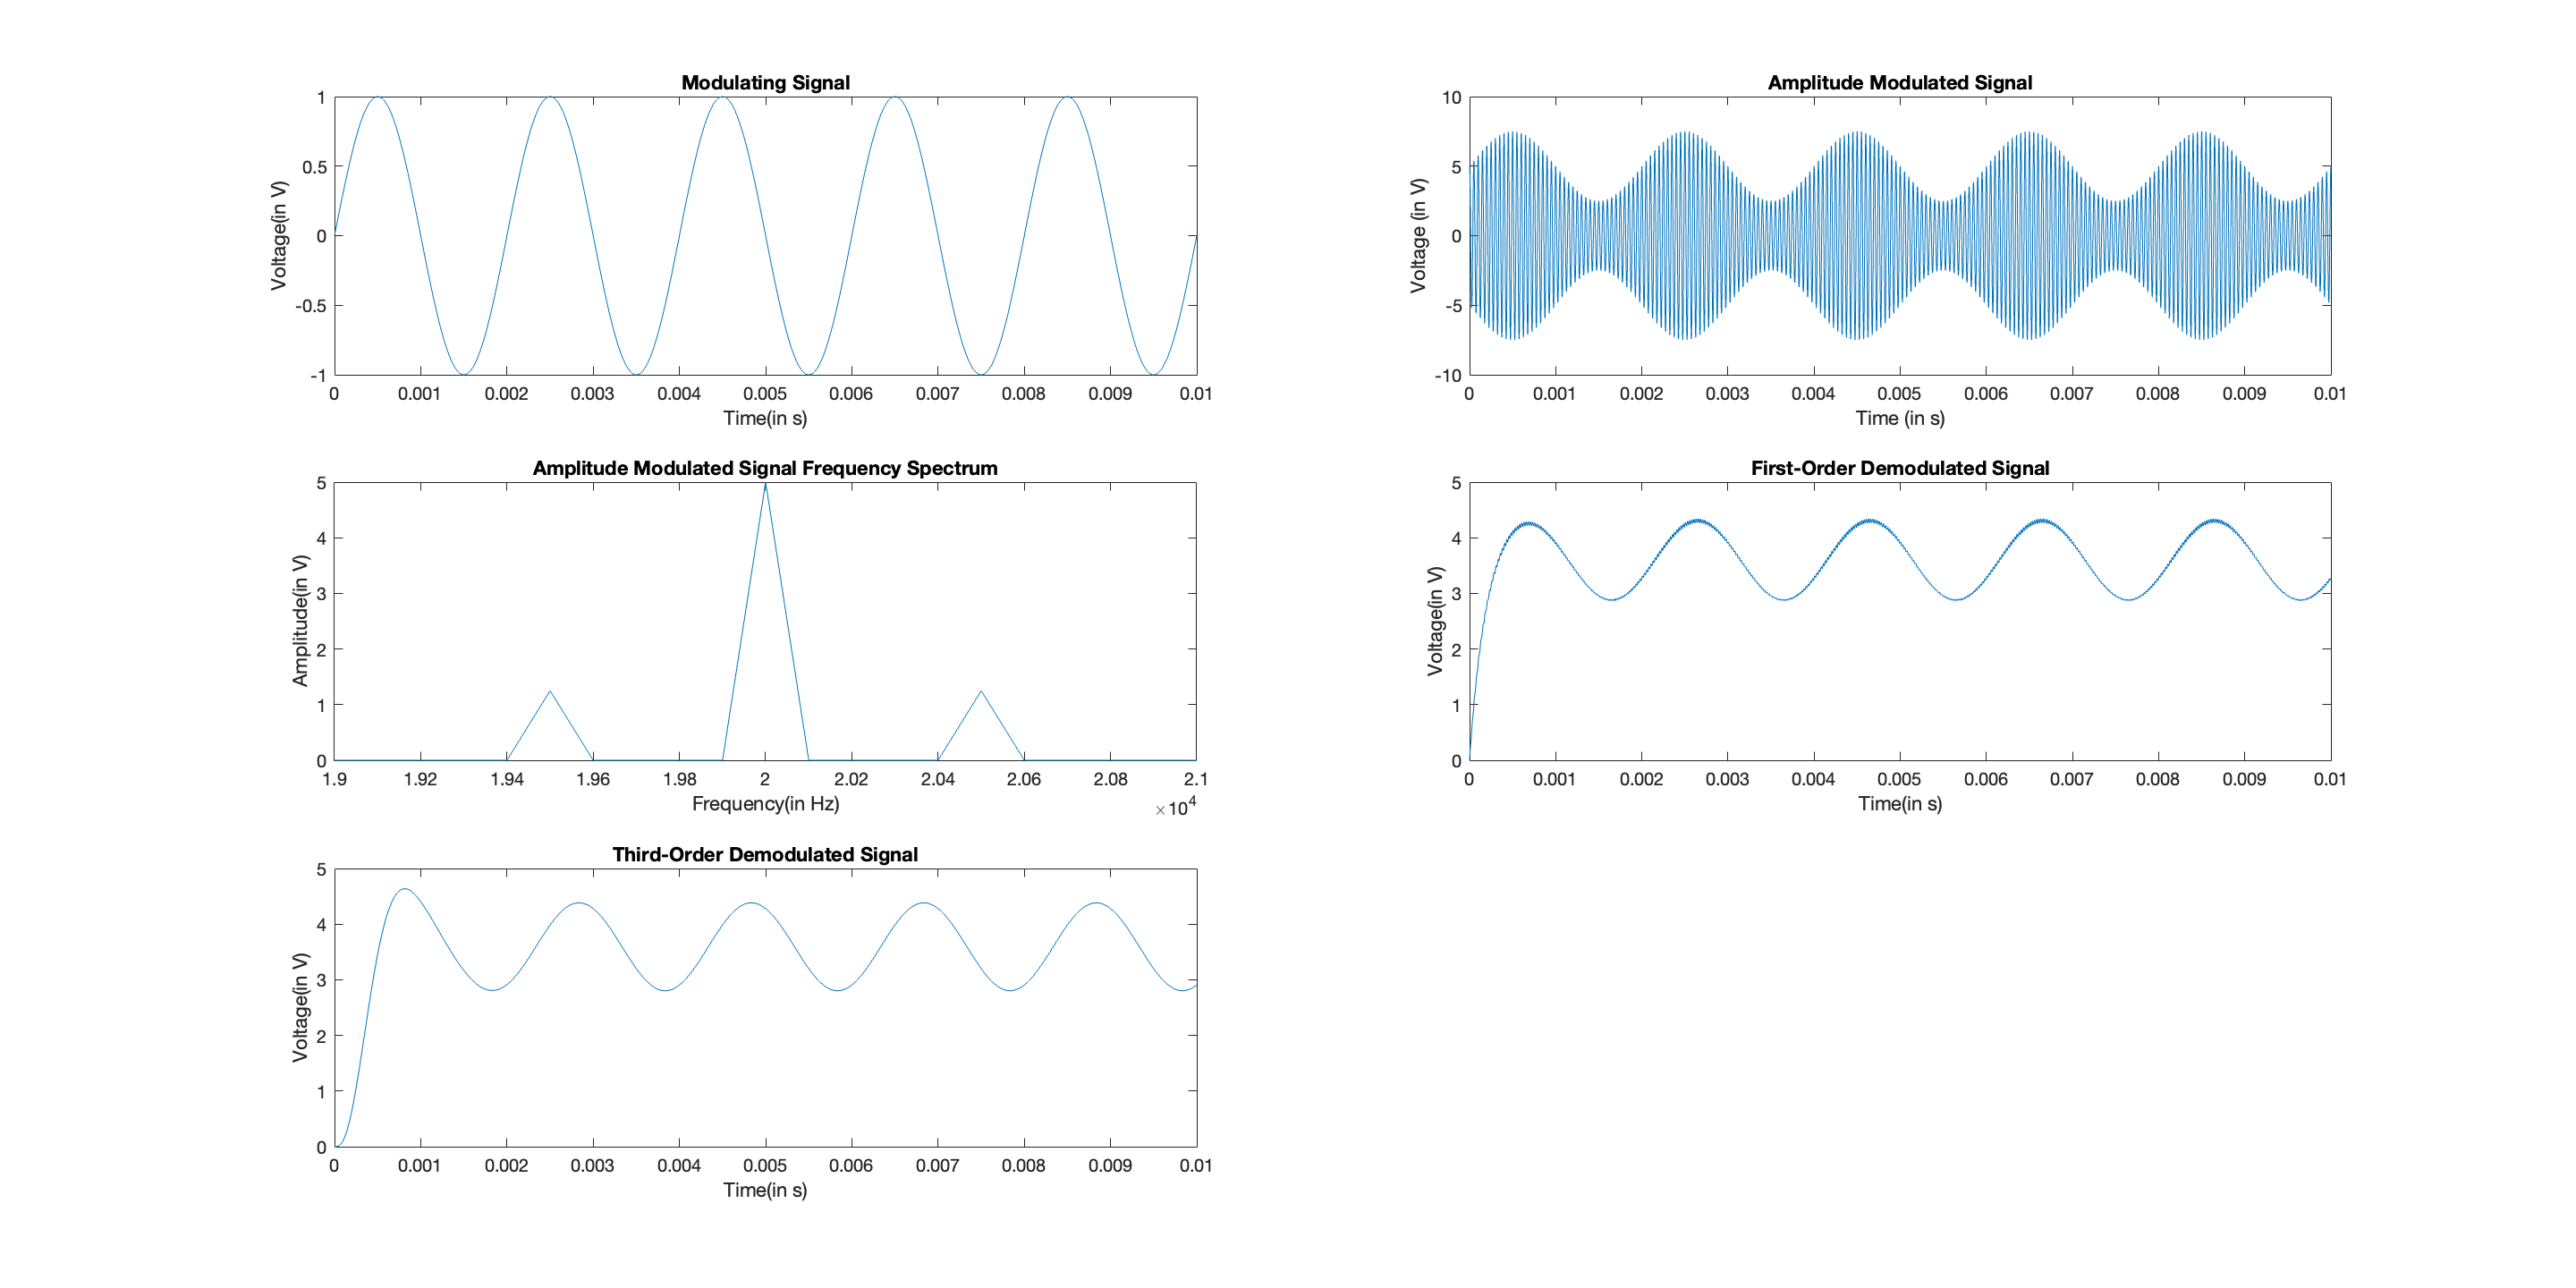 Modulating Signal
1
0.5
0
-0.5
-1
Voltage(in V)
0 0.001 0.002 0.003 0.004 0.005 0.006 0.007 0.008 0.009 0.01
Time(in s)
Amplitude Modulated Signal
10
5
0
-5
-10
Voltage (in V)
0 0.001 0.002 0.003 0.004 0.005 0.006 0.007 0.008 0.009 0.01
Time (in s)
Amplitude Modulated Signal Frequency Spectrum
5
4
3
2
1
0
Amplitude(in V)
1.9 1.92 1.94 1.96 1.98 2 2.02 2.04 2.06 2.08 2.1
Frequency(in Hz)
×10⁴
First-Order Demodulated Signal
5
4
3
2
1
0
Voltage(in V)
0 0.001 0.002 0.003 0.004 0.005 0.006 0.007 0.008 0.009 0.01
Time(in s)
Third-Order Demodulated Signal
5
4
3
2
1
0
Voltage(in V)
0 0.001 0.002 0.003 0.004 0.005 0.006 0.007 0.008 0.009 0.01
Time(in s)